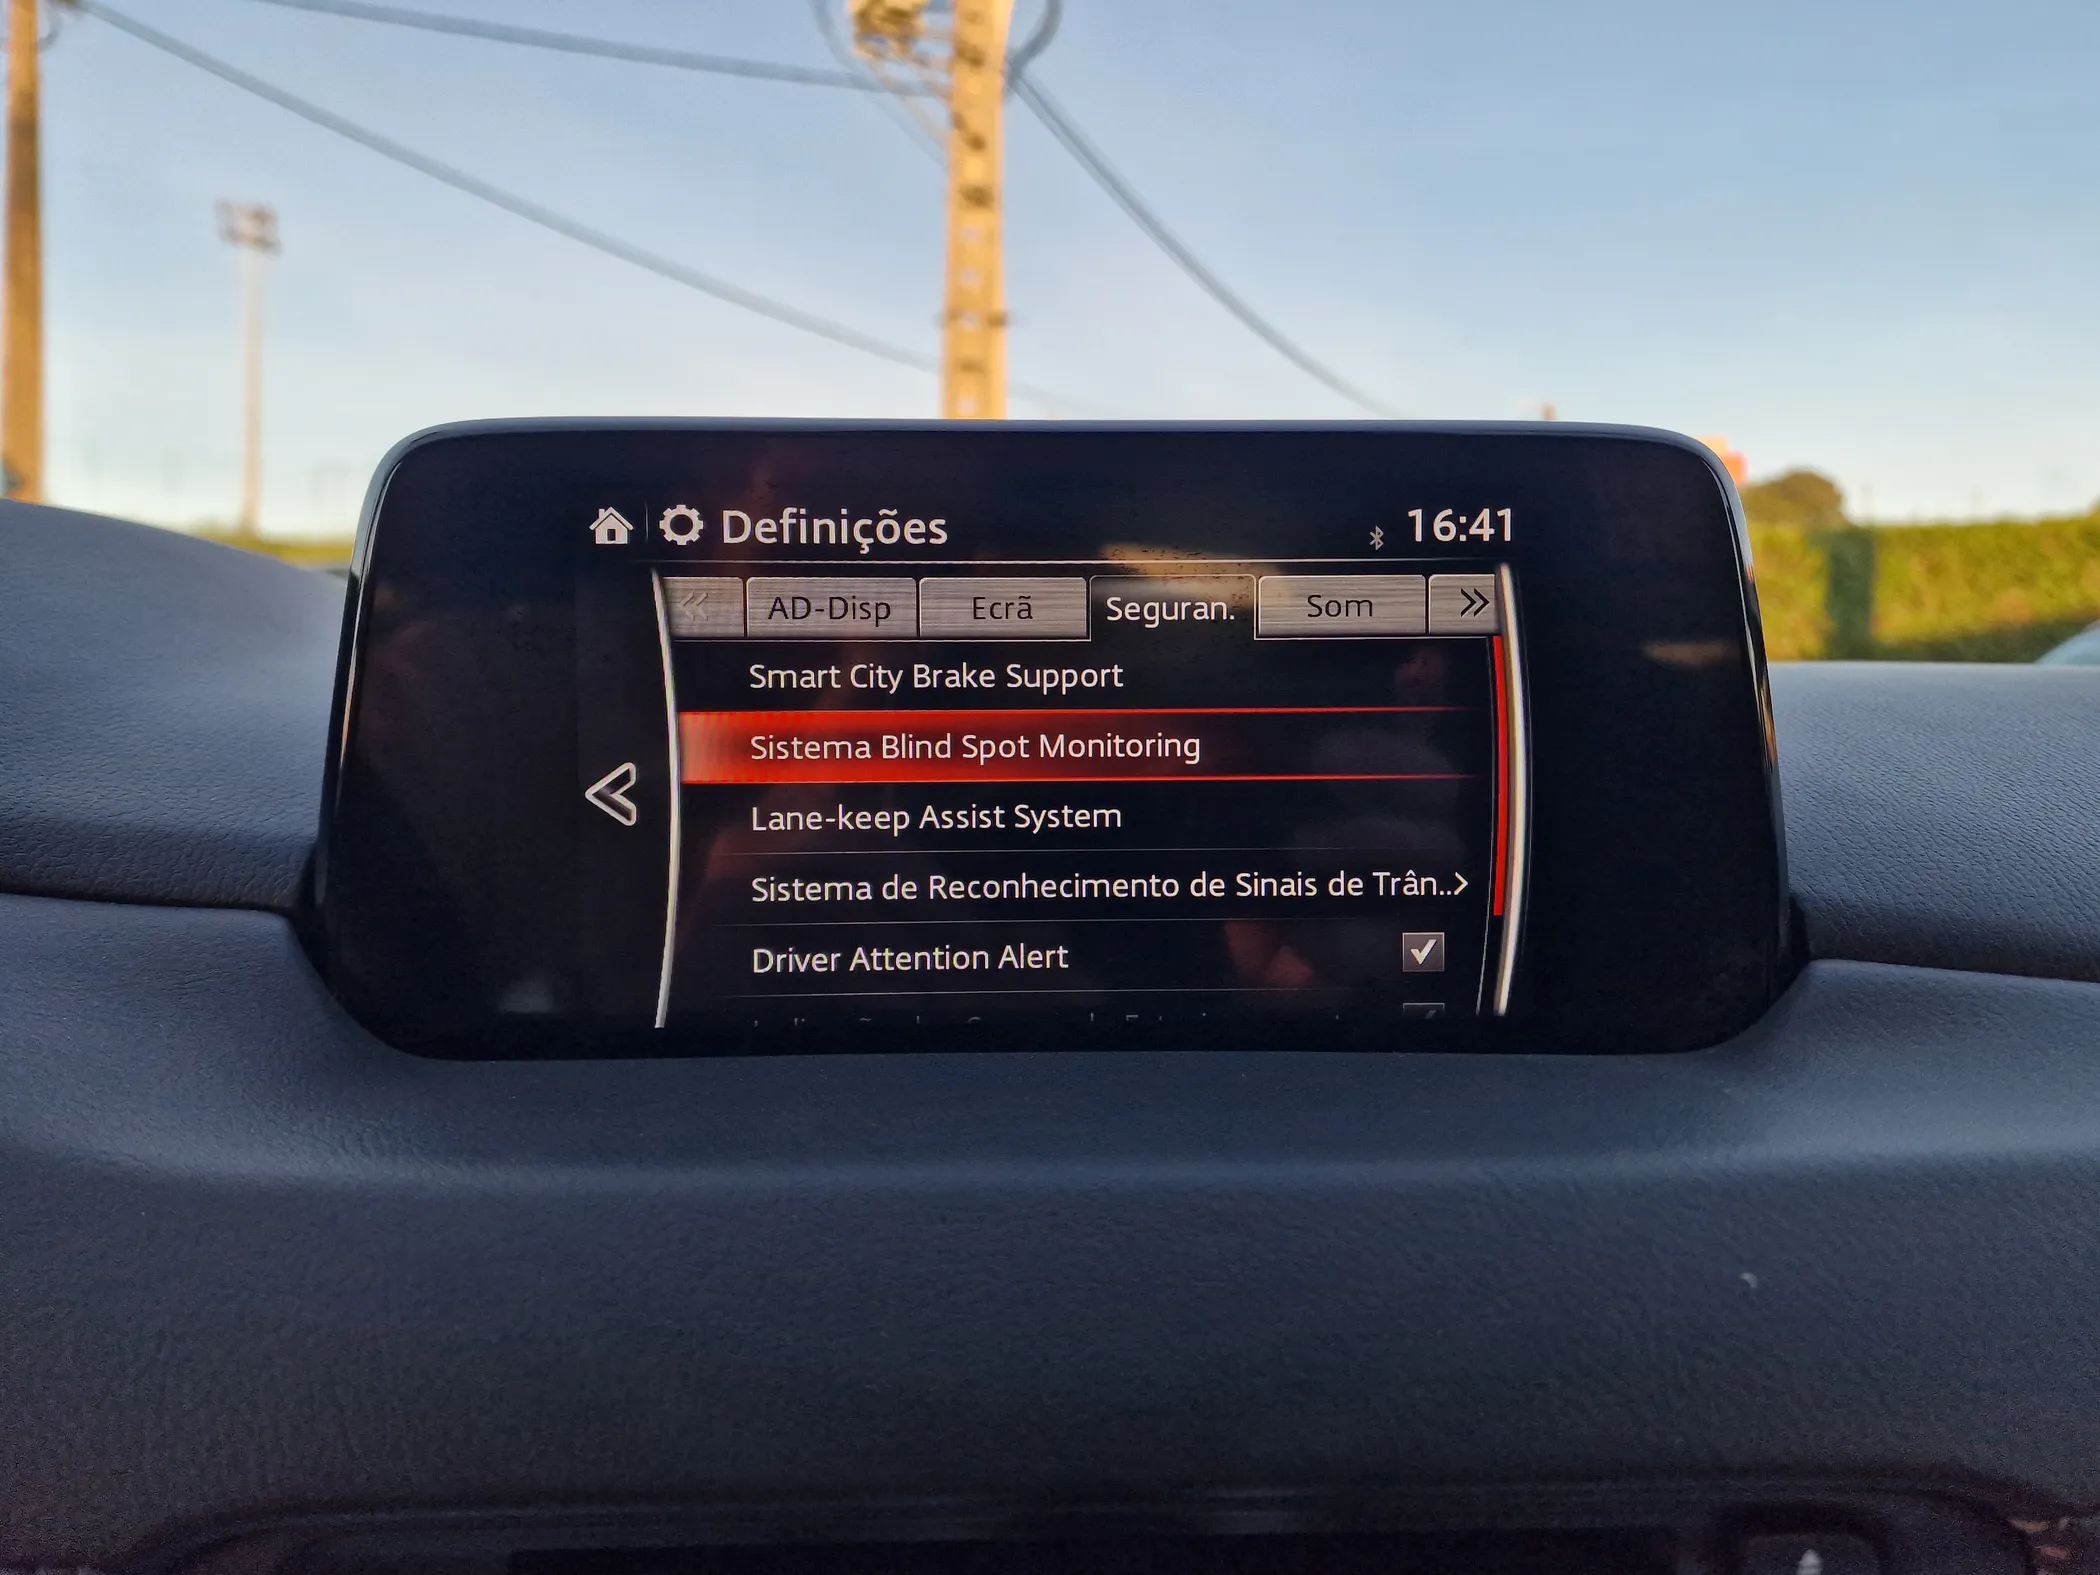 Definições 16:41
AD-Disp Ecrã Seguran. Som
Smart City Brake Support
Sistema Blind Spot Monitoring
Lane-keep Assist System
Sistema de Reconhecimento de Sinais de Trân..
Driver Attention Alert